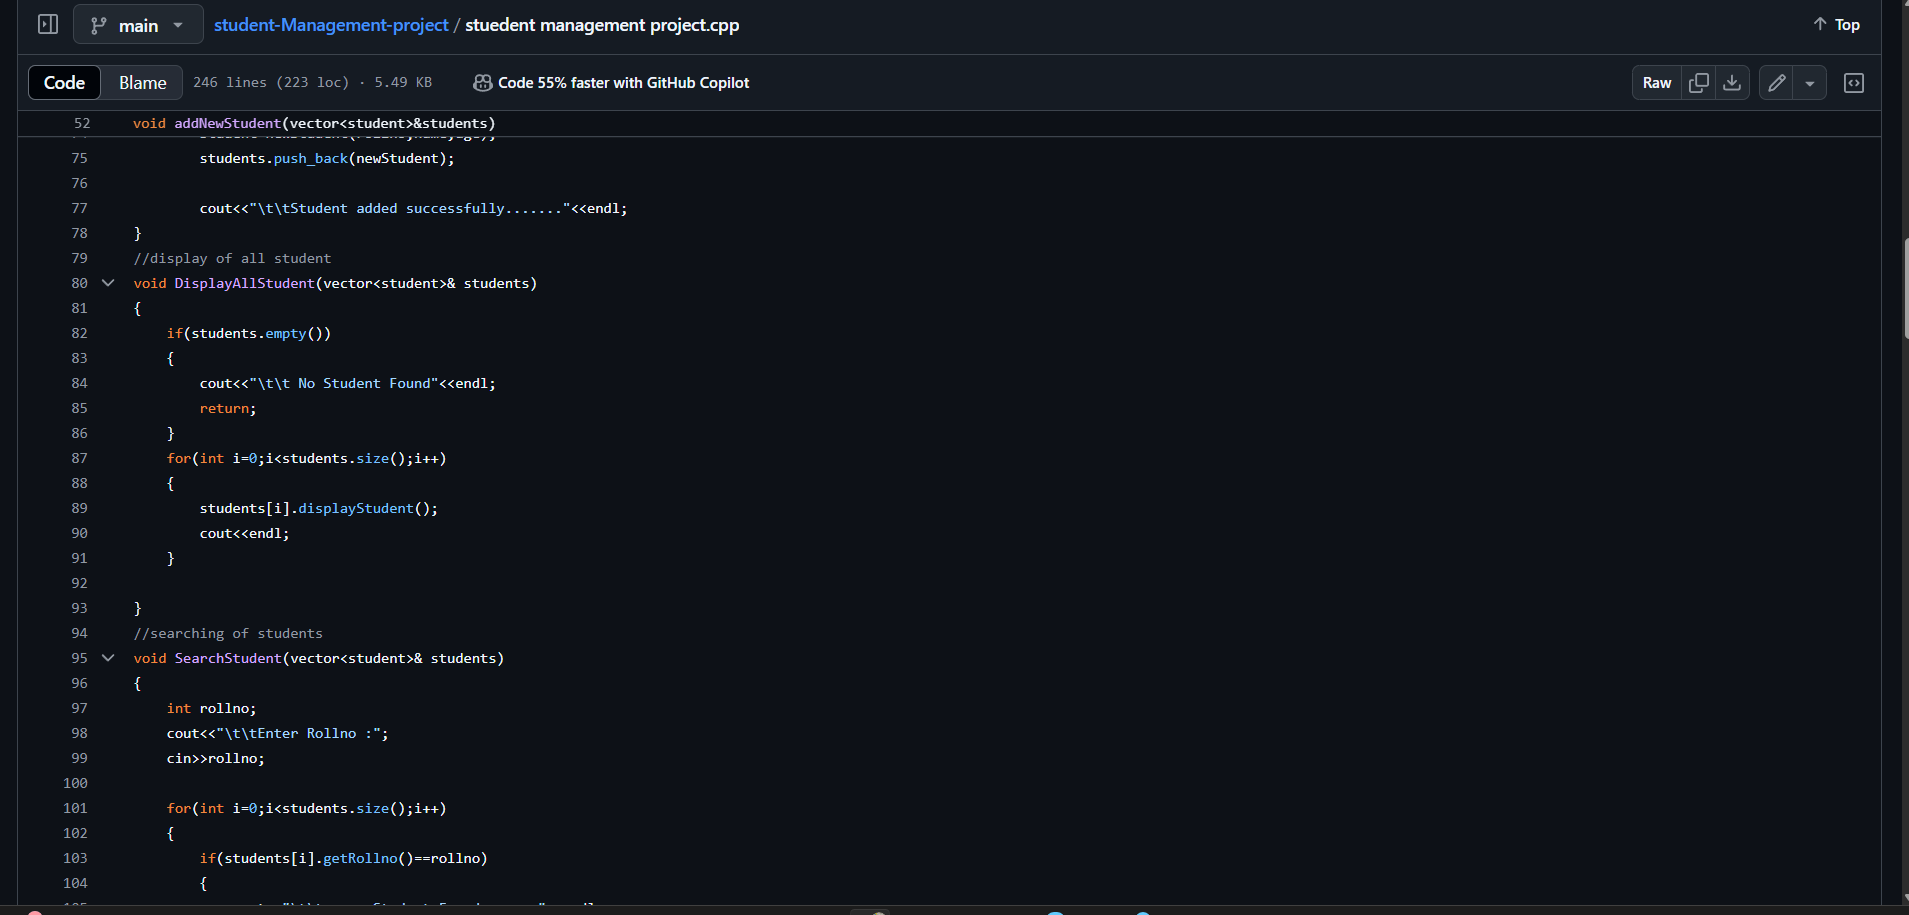 main student-Management-project / stuedent management project.cpp Top
Code Blame 246 lines (223 loc) · 5.49 KB Code 55% faster with GitHub Copilot Raw
52 void addNewStudent(vector<student>&students)
75 students.push_back(newStudent);
76
77 cout<<"\t\tStudent added successfully......."<<endl;
78 }
79 //display of all student
80 void DisplayAllStudent(vector<student>& students)
81 {
82 if(students.empty())
83 {
84 cout<<"\t\t No Student Found"<<endl;
85 return;
86 }
87 for(int i=0;i<students.size();i++)
88 {
89 students[i].displayStudent();
90 cout<<endl;
91 }
92
93 }
94 //searching of students
95 void SearchStudent(vector<student>& students)
96 {
97 int rollno;
98 cout<<"\t\tEnter Rollno :";
99 cin>>rollno;
100
101 for(int i=0;i<students.size();i++)
102 {
103 if(students[i].getRollno()==rollno)
104 {